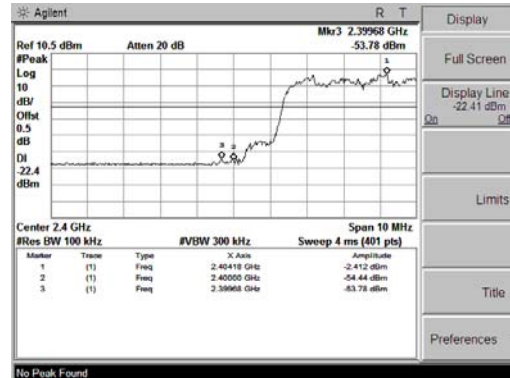 Agilent R T
Mkr3 2.39968 GHz
Ref 10.5 dBm Atten 20 dB -53.78 dBm
#Peak
Log
10
dB/
Offst
0.5
dB
DI
-22.4
dBm
1
3 2
Center 2.4 GHz Span 10 MHz
#Res BW 100 kHz #VBW 300 kHz Sweep 4 ms (401 pts)
Marker Trace Type X Axis Amplitude
1 (1) Freq 2.40418 GHz -2.412 dBm
2 (1) Freq 2.40000 GHz -54.44 dBm
3 (1) Freq 2.39968 GHz -53.78 dBm
No Peak Found
Display
Full Screen
Display Line
-22.41 dBm
On Off
Limits
Title
Preferences